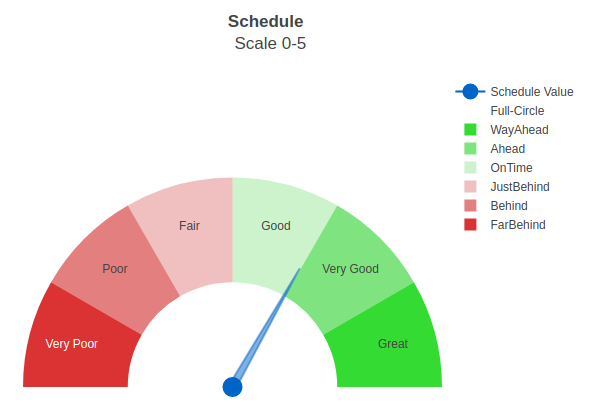 Schedule
Scale 0-5
Schedule Value
Full-Circle
WayAhead
Ahead
OnTime
JustBehind
Behind
FarBehind
Fair
Good
Poor
Very Good
Very Poor
Great